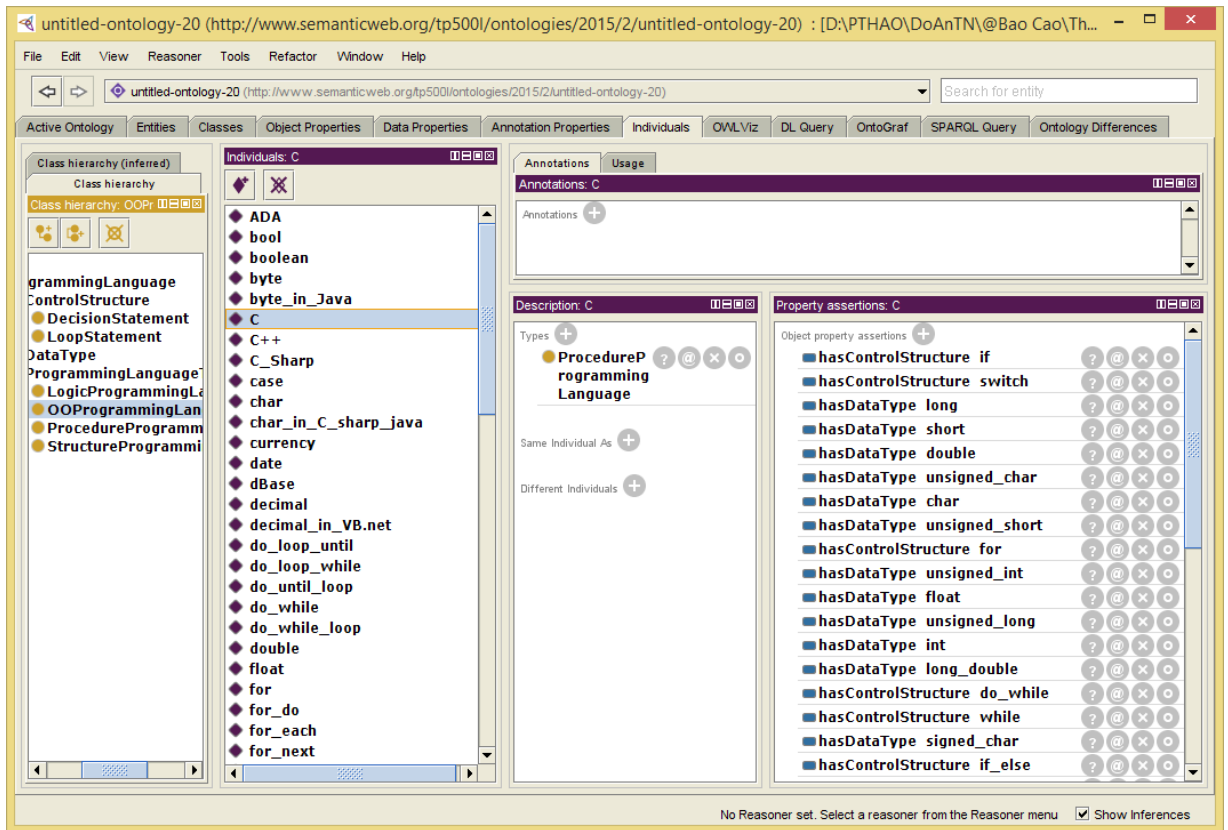 untitled-ontology-20 (http://www.semanticweb.org/tp500l/ontologies/2015/2/untitled-ontology-20) : [D:\PTHAO\DoAnTN\@Bao Cao\Th...
File Edit View Reasoner Tools Refactor Window Help
untitled-ontology-20 (http://www.semanticweb.org/tp500l/ontologies/2015/2/untitled-ontology-20)
Search for entity
Active Ontology Entities Classes Object Properties Data Properties Annotation Properties Individuals OWLViz DL Query OntoGraf SPARQL Query Ontology Differences
Class hierarchy (inferred)
Class hierarchy
Class hierarchy: OOPr
grammingLanguage
ControlStructure
DecisionStatement
LoopStatement
DataType
ProgrammingLanguageT
LogicProgrammingLa
OOProgrammingLan
ProcedureProgramm
StructureProgrammi
Individuals: C
ADA
bool
boolean
byte
byte_in_Java
C
C++
C_Sharp
case
char
char_in_C_sharp_java
currency
date
dBase
decimal
decimal_in_VB.net
do_loop_until
do_loop_while
do_until_loop
do_while
do_while_loop
double
float
for
for_do
for_each
for_next
Annotations Usage
Annotations: C
Annotations
Description: C
Types
ProcedureP
rogramming
Language
Same Individual As
Different Individuals
Property assertions: C
Object property assertions
hasControlStructure if
hasControlStructure switch
hasDataType long
hasDataType short
hasDataType double
hasDataType unsigned_char
hasDataType char
hasDataType unsigned_short
hasControlStructure for
hasDataType unsigned_int
hasDataType float
hasDataType unsigned_long
hasDataType int
hasDataType long_double
hasControlStructure do_while
hasControlStructure while
hasDataType signed_char
hasControlStructure if_else
No Reasoner set. Select a reasoner from the Reasoner menu Show Inferences